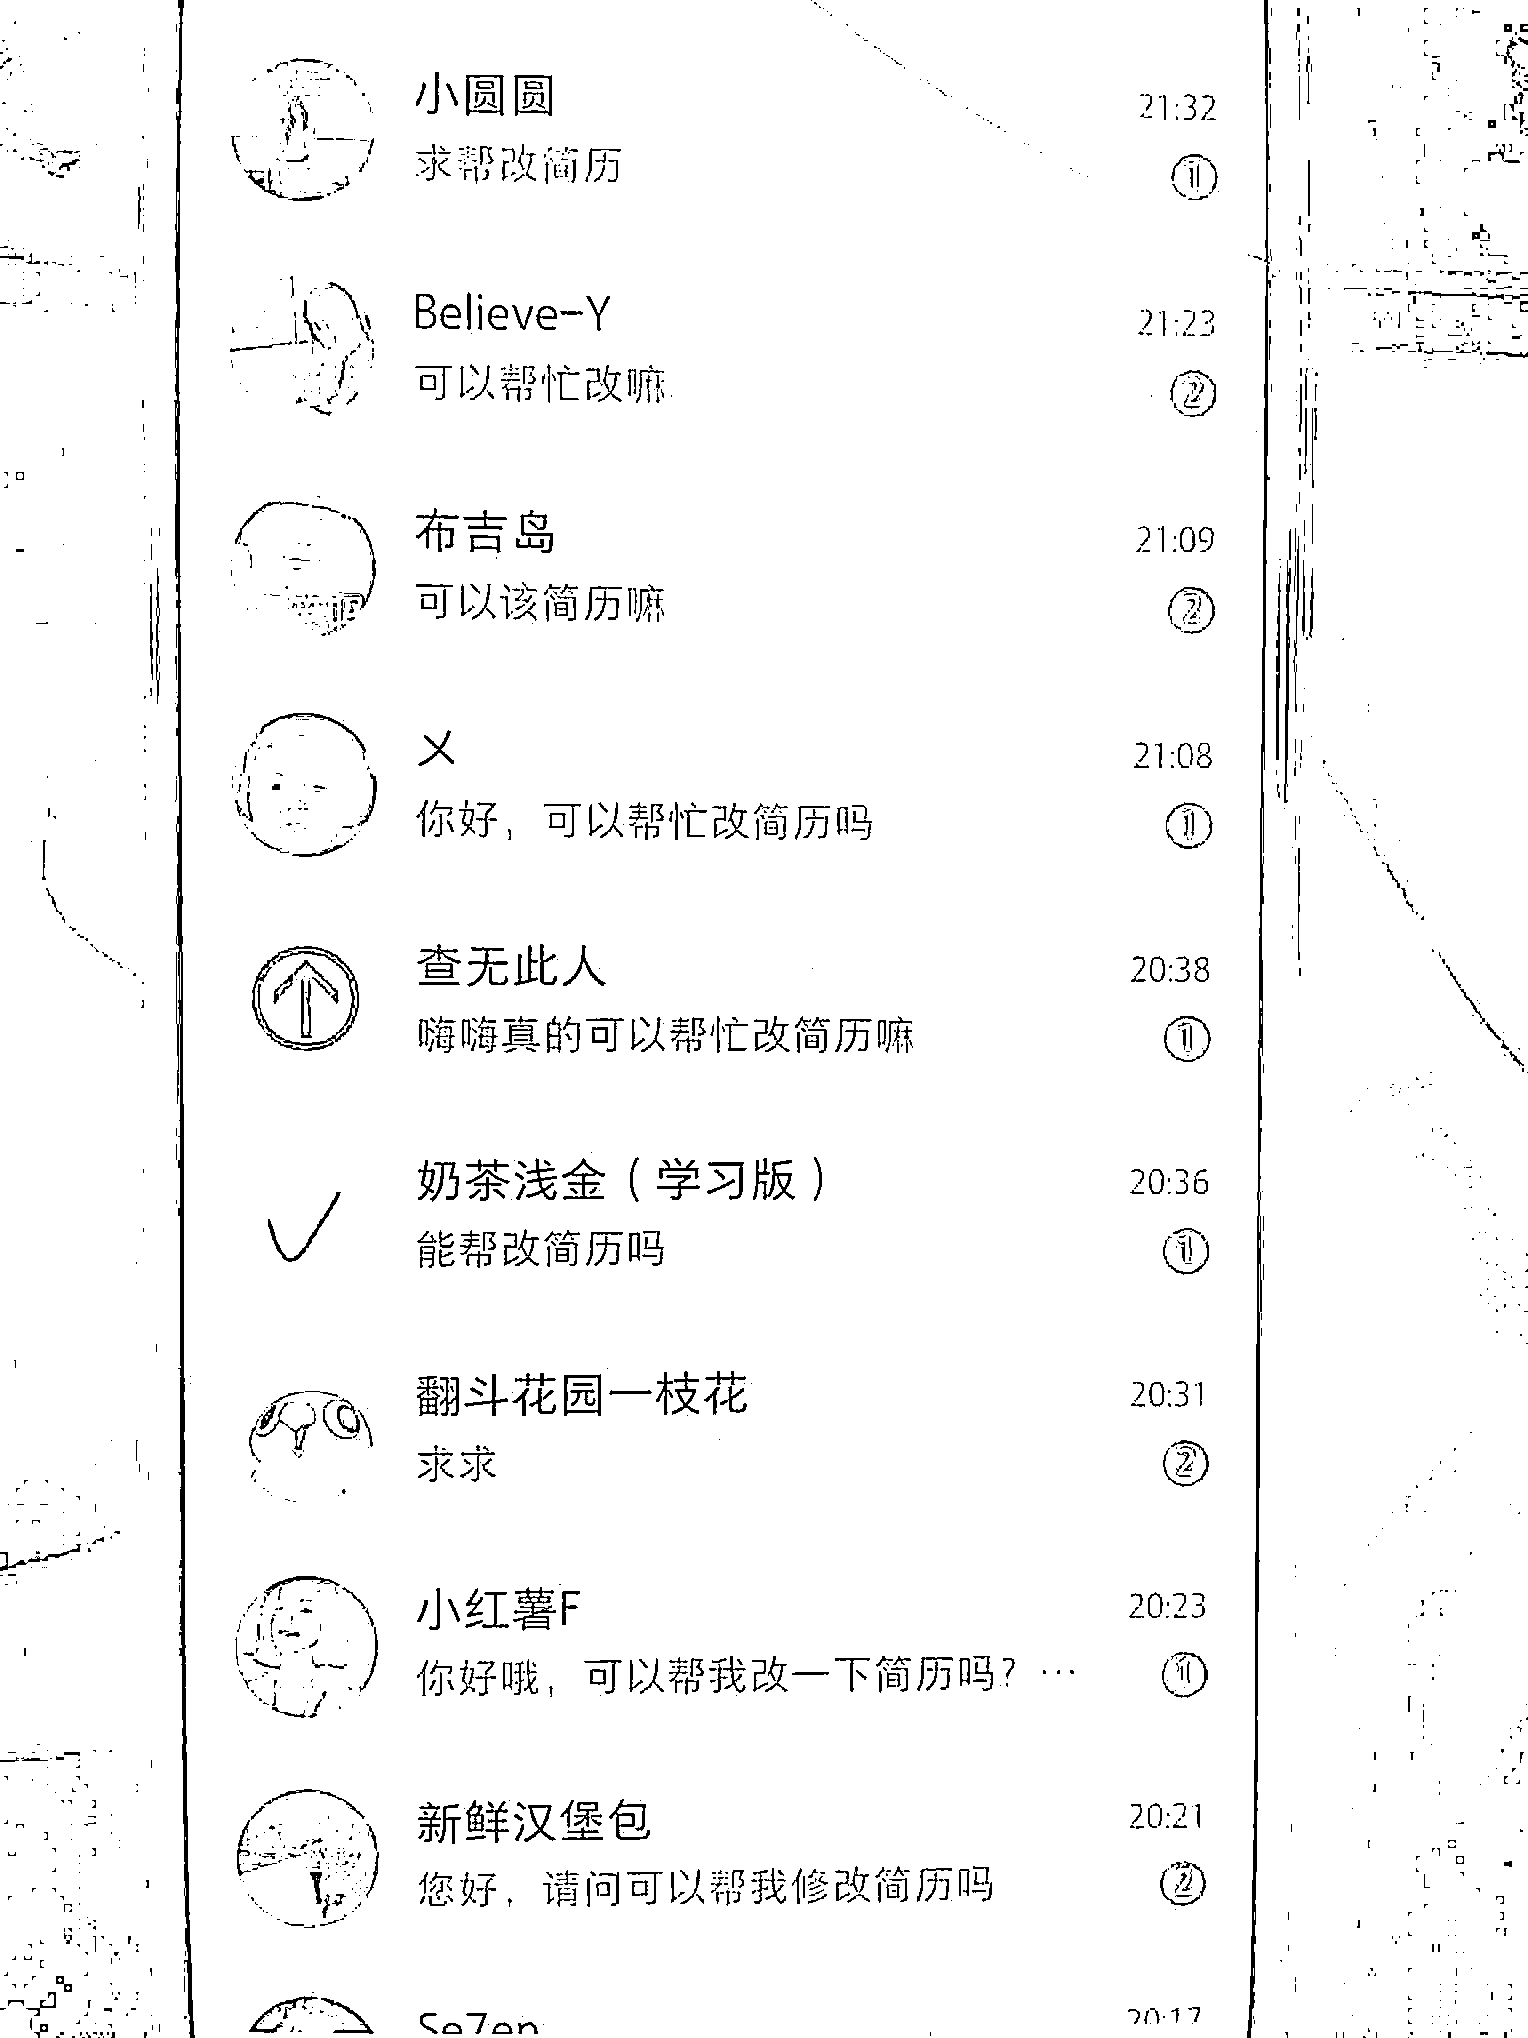 小圆圆
21:32
求帮改简历
1
Believe-Y
21:23
可以帮忙改嘛
2
布吉岛
21:09
可以该简历嘛
2
乂
21:08
你好，可以帮忙改简历吗
1
查无此人
20:38
嗨嗨真的可以帮忙改简历嘛
1
奶茶浅金（学习版）
20:36
能帮改简历吗
1
翻斗花园一枝花
20:31
求求
2
小红薯F
20:23
你好哦，可以帮我改一下简历吗？…
1
新鲜汉堡包
20:21
您好，请问可以帮我修改简历吗
2
Se7en
20:17